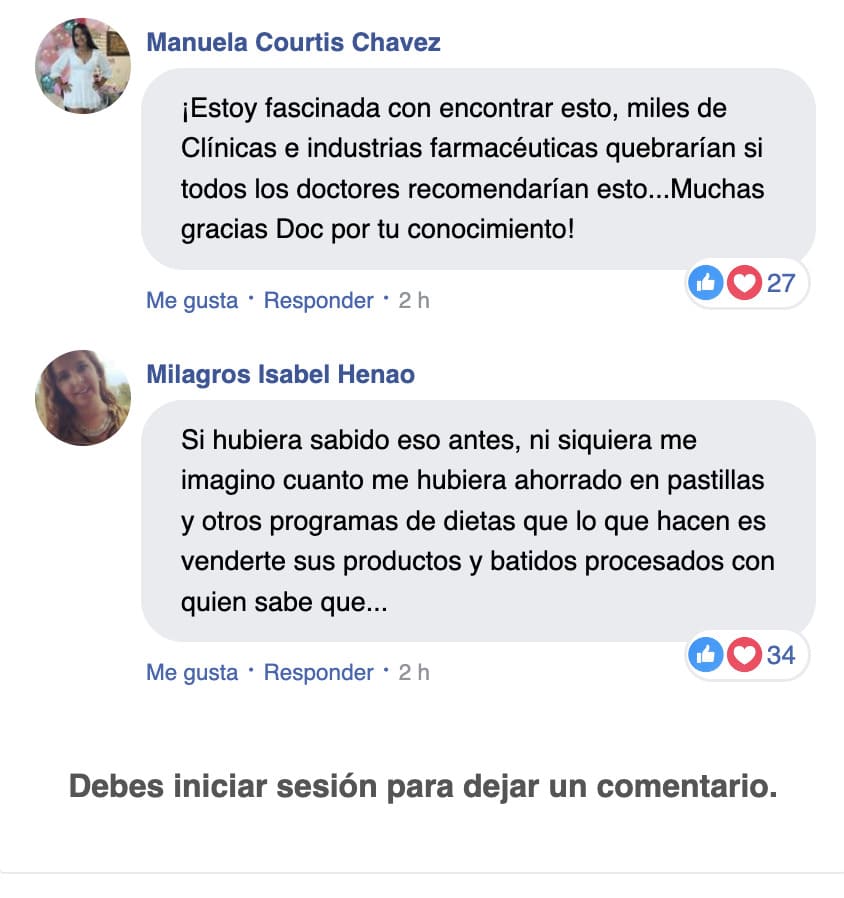 Manuela Courtis Chavez
¡Estoy fascinada con encontrar esto, miles de
Clínicas e industrias farmacéuticas quebrarían si
todos los doctores recomendarían esto...Muchas
gracias Doc por tu conocimiento!
27
Me gusta · Responder · 2 h
Milagros Isabel Henao
Si hubiera sabido eso antes, ni siquiera me
imagino cuanto me hubiera ahorrado en pastillas
y otros programas de dietas que lo que hacen es
venderte sus productos y batidos procesados con
quien sabe que...
34
Me gusta · Responder · 2 h
Debes iniciar sesión para dejar un comentario.